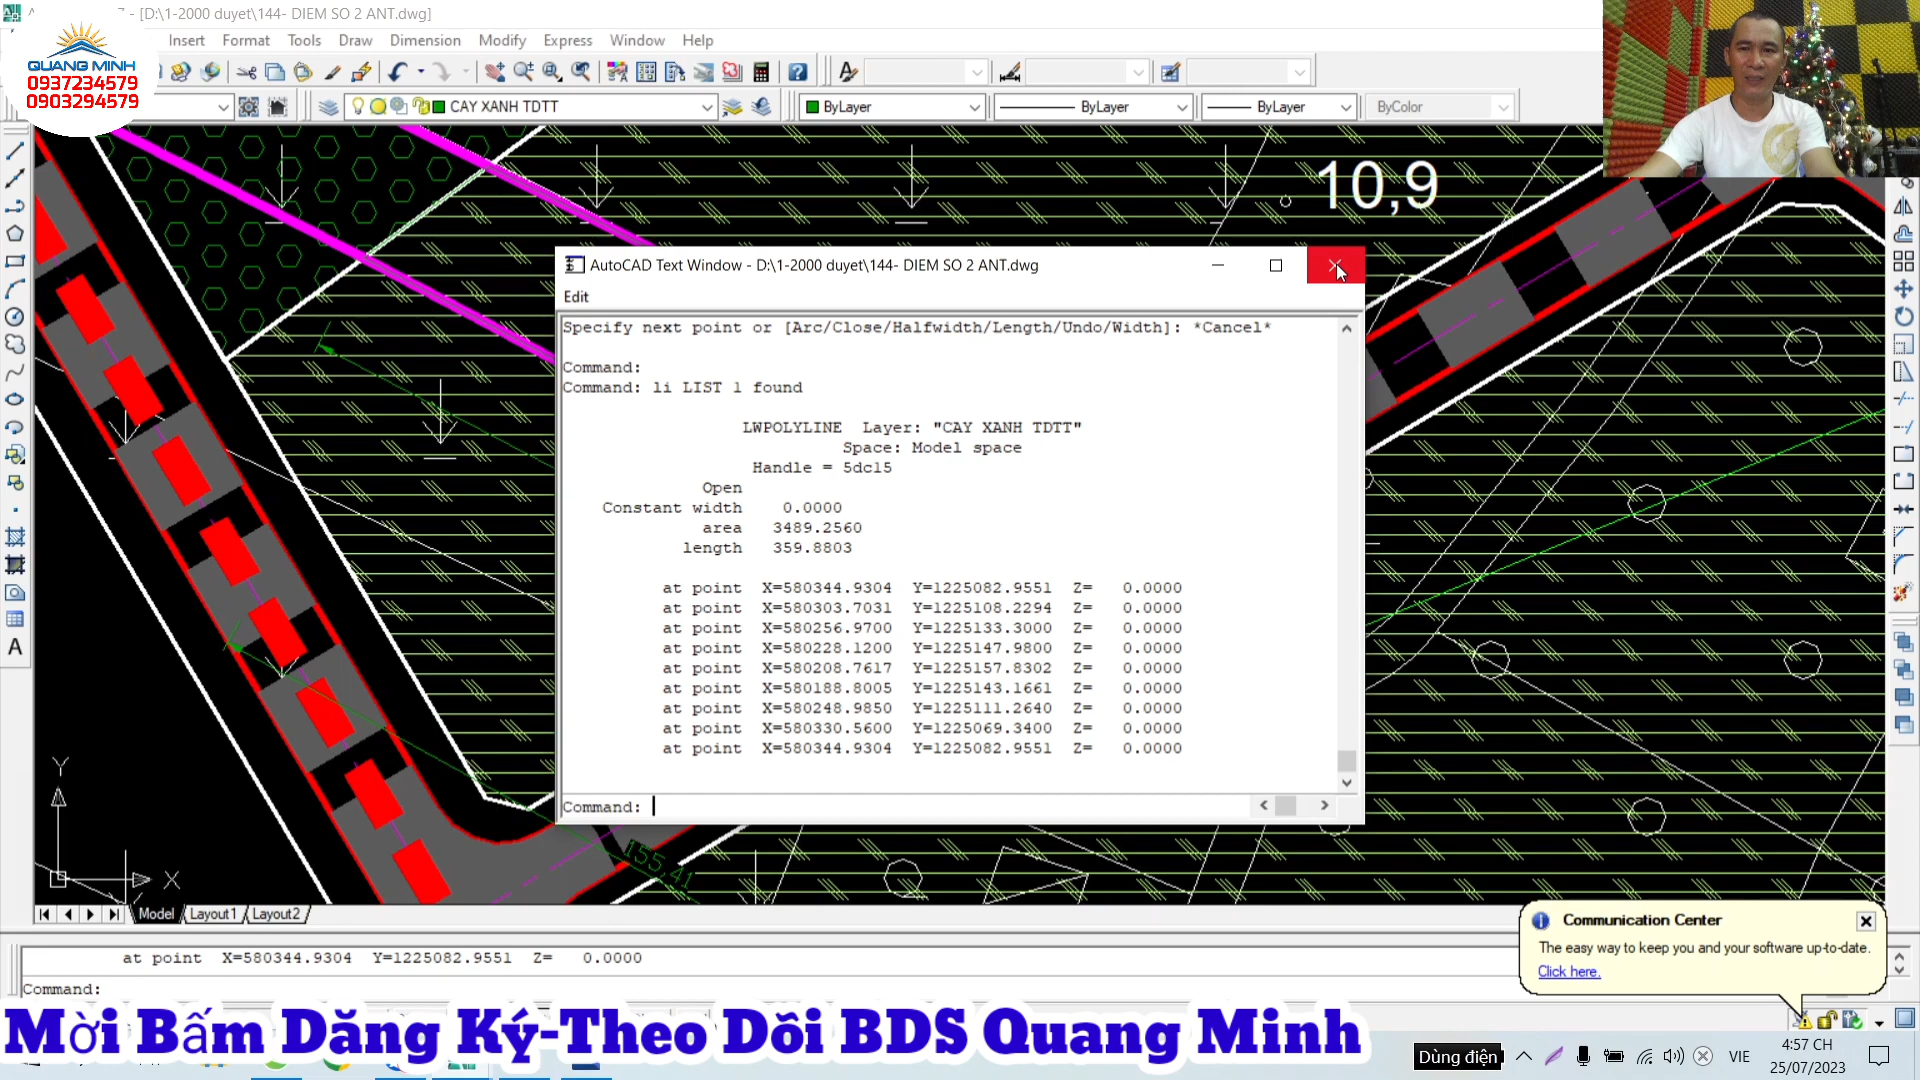 7 - [D:\1-2000 duyet\144- DIEM SO 2 ANT.dwg]
QUANG MINH
0937234579
0903294579
Insert Format Tools Draw Dimension Modify Express Window Help
CAY XANH TDTT
ByLayer
ByLayer
ByLayer
ByColor
10,9
AutoCAD Text Window - D:\1-2000 duyet\144- DIEM SO 2 ANT.dwg
Edit
Specify next point or [Arc/Close/Halfwidth/Length/Undo/Width]: *Cancel*
Command:
Command: li LIST 1 found
LWPOLYLINE Layer: "CAY XANH TDTT"
Space: Model space
Handle = 5dc15
Open
Constant width 0.0000
area 3489.2560
length 359.8803
at point X=580344.9304 Y=1225082.9551 Z= 0.0000
at point X=580303.7031 Y=1225108.2294 Z= 0.0000
at point X=580256.9700 Y=1225133.3000 Z= 0.0000
at point X=580228.1200 Y=1225147.9800 Z= 0.0000
at point X=580208.7617 Y=1225157.8302 Z= 0.0000
at point X=580188.8005 Y=1225143.1661 Z= 0.0000
at point X=580248.9850 Y=1225111.2640 Z= 0.0000
at point X=580330.5600 Y=1225069.3400 Z= 0.0000
at point X=580344.9304 Y=1225082.9551 Z= 0.0000
Command:
155,41
Y
X
Model Layout1 Layout2
Communication Center
The easy way to keep you and your software up-to-date.
Click here.
at point X=580344.9304 Y=1225082.9551 Z= 0.0000
Command:
Mời Bấm Dăng Ký-Theo Dõi BDS Quang Minh
Dùng điện
VIE
4:57 CH
25/07/2023